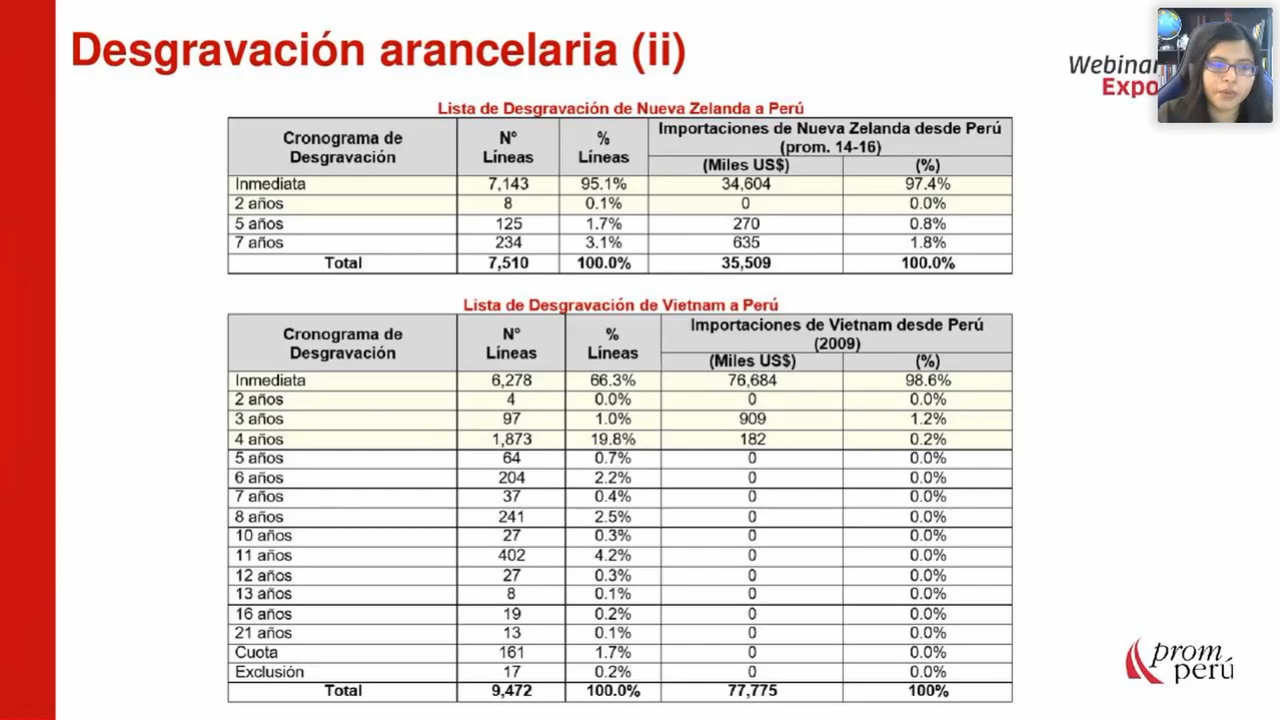 Desgravación arancelaria (ii)
Webinar
Expo
Lista de Desgravación de Nueva Zelanda a Perú
Cronograma de Desgravación N° Líneas % Líneas Importaciones de Nueva Zelanda desde Perú (prom. 14-16)
(Miles US$) (%)
Inmediata 7,143 95.1% 34,604 97.4%
2 años 8 0.1% 0 0.0%
5 años 125 1.7% 270 0.8%
7 años 234 3.1% 635 1.8%
Total 7,510 100.0% 35,509 100.0%
Lista de Desgravación de Vietnam a Perú
Cronograma de Desgravación N° Líneas % Líneas Importaciones de Vietnam desde Perú (2009)
(Miles US$) (%)
Inmediata 6,278 66.3% 76,684 98.6%
2 años 4 0.0% 0 0.0%
3 años 97 1.0% 909 1.2%
4 años 1,873 19.8% 182 0.2%
5 años 64 0.7% 0 0.0%
6 años 204 2.2% 0 0.0%
7 años 37 0.4% 0 0.0%
8 años 241 2.5% 0 0.0%
10 años 27 0.3% 0 0.0%
11 años 402 4.2% 0 0.0%
12 años 27 0.3% 0 0.0%
13 años 8 0.1% 0 0.0%
16 años 19 0.2% 0 0.0%
21 años 13 0.1% 0 0.0%
Cuota 161 1.7% 0 0.0%
Exclusión 17 0.2% 0 0.0%
Total 9,472 100.0% 77,775 100%
prom
perú